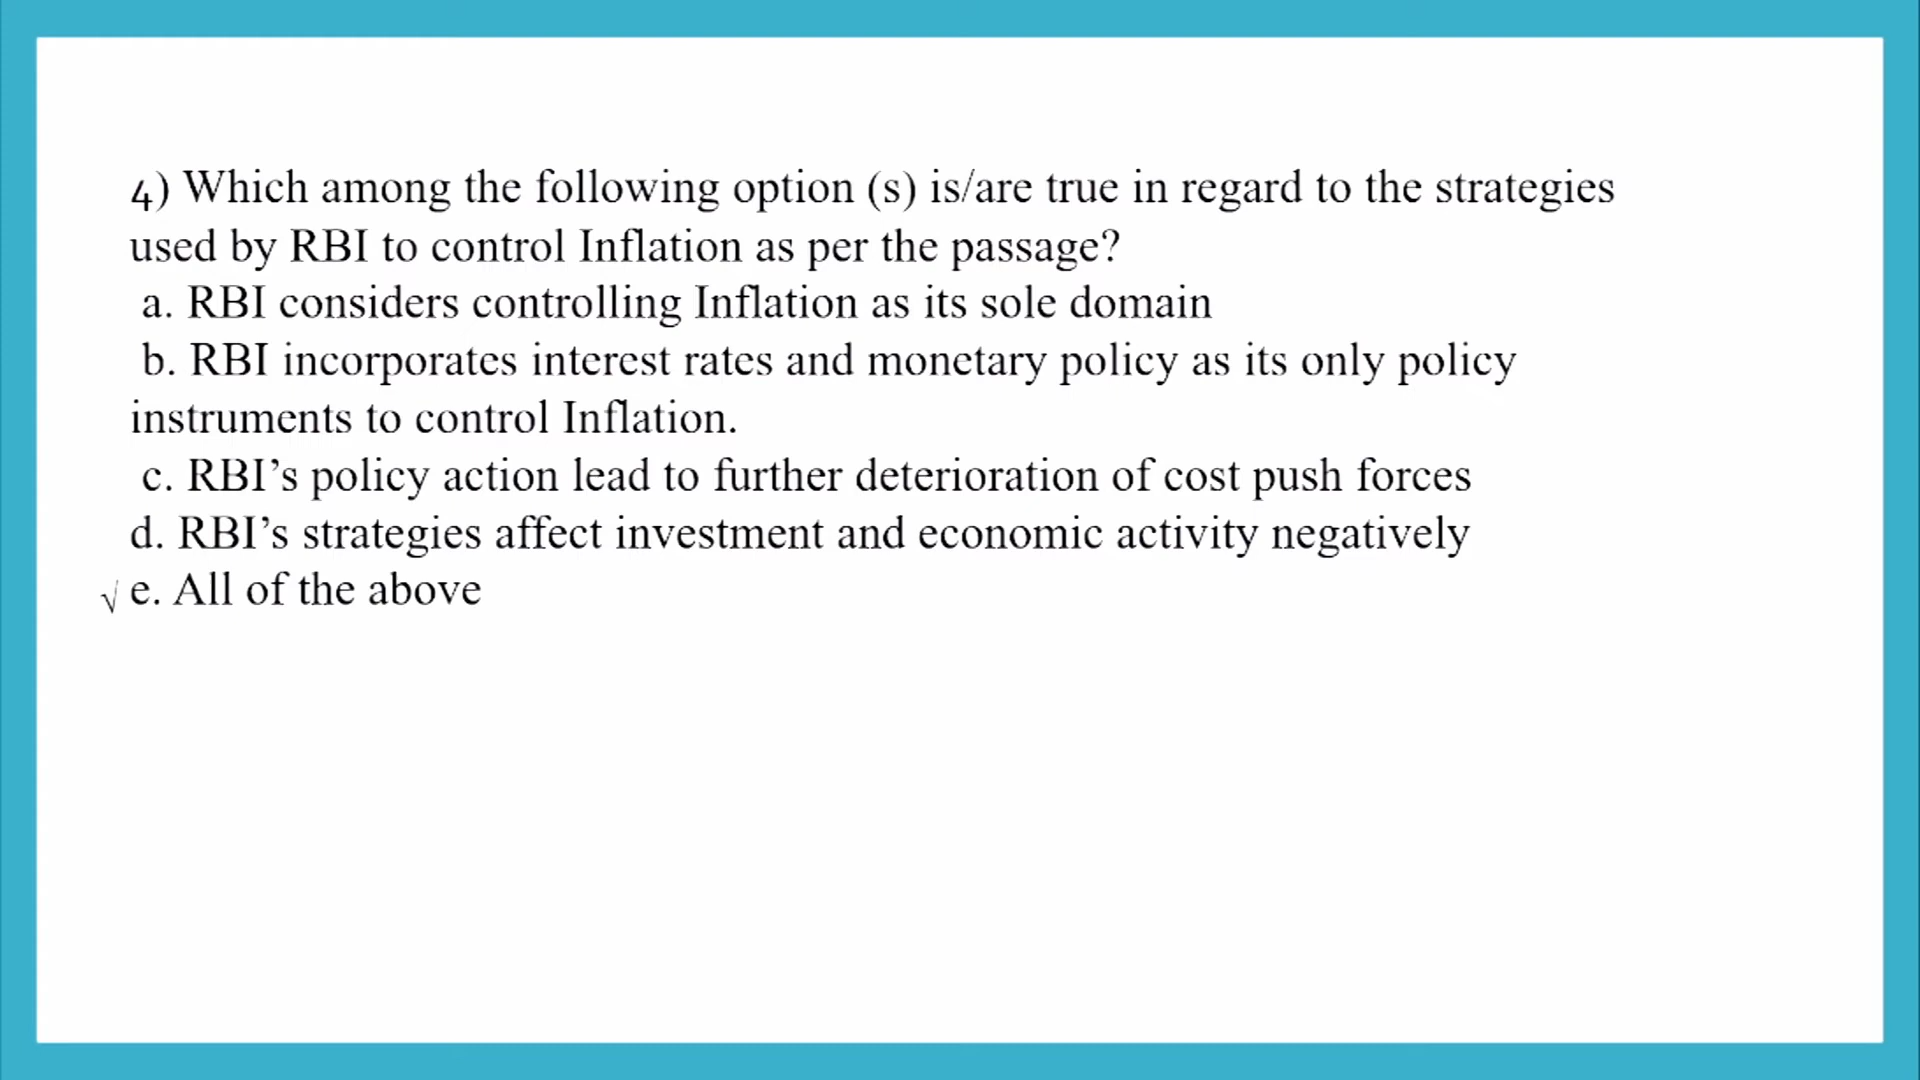 4) Which among the following option (s) is/are true in regard to the strategies
used by RBI to control Inflation as per the passage?
a. RBI considers controlling Inflation as its sole domain
b. RBI incorporates interest rates and monetary policy as its only policy
instruments to control Inflation.
c. RBI’s policy action lead to further deterioration of cost push forces
d. RBI’s strategies affect investment and economic activity negatively
√ e. All of the above